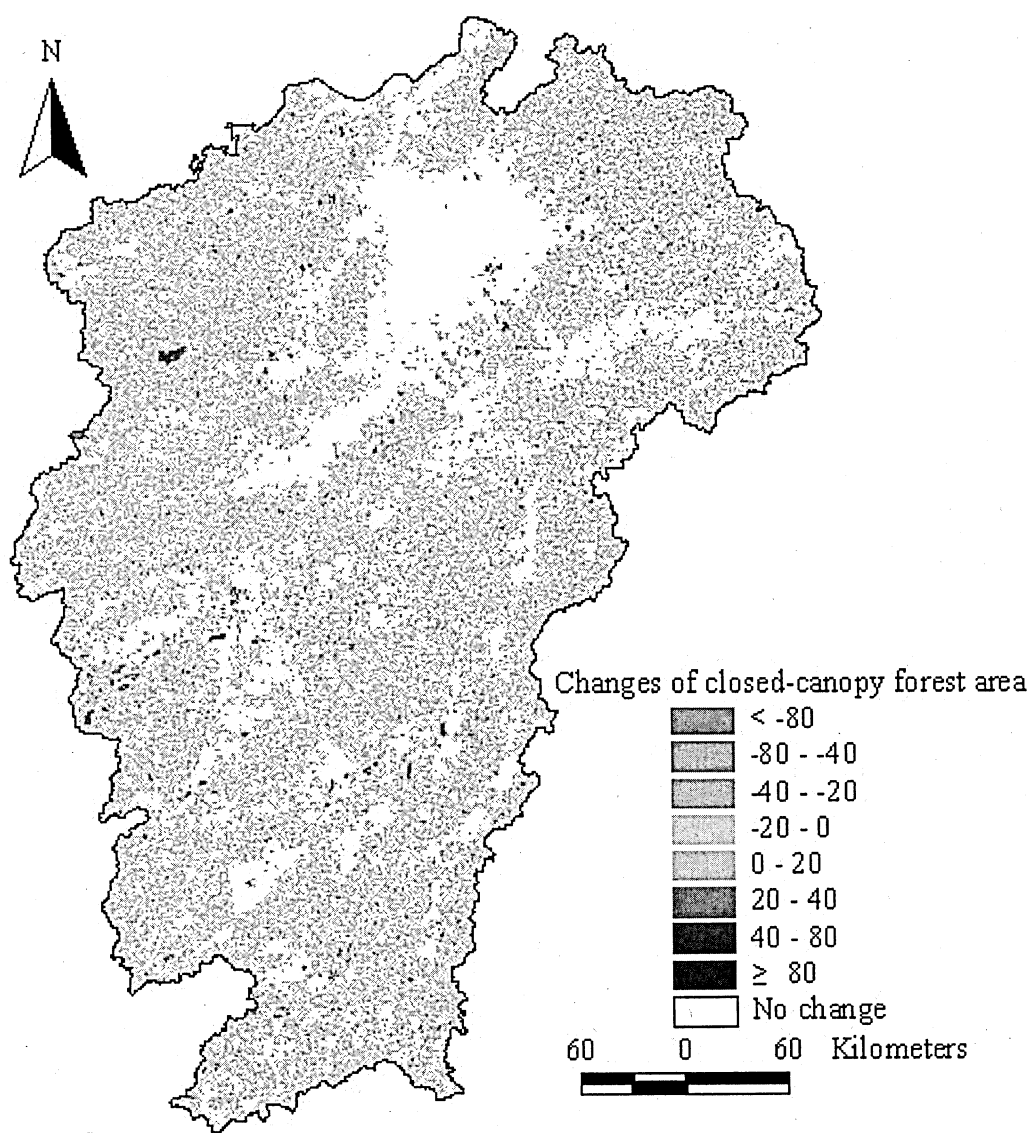 N
Changes of closed-canopy forest area
< -80
-80 - -40
-40 - -20
-20 - 0
0 - 20
20 - 40
40 - 80
≥ 80
No change
60 0 60 Kilometers